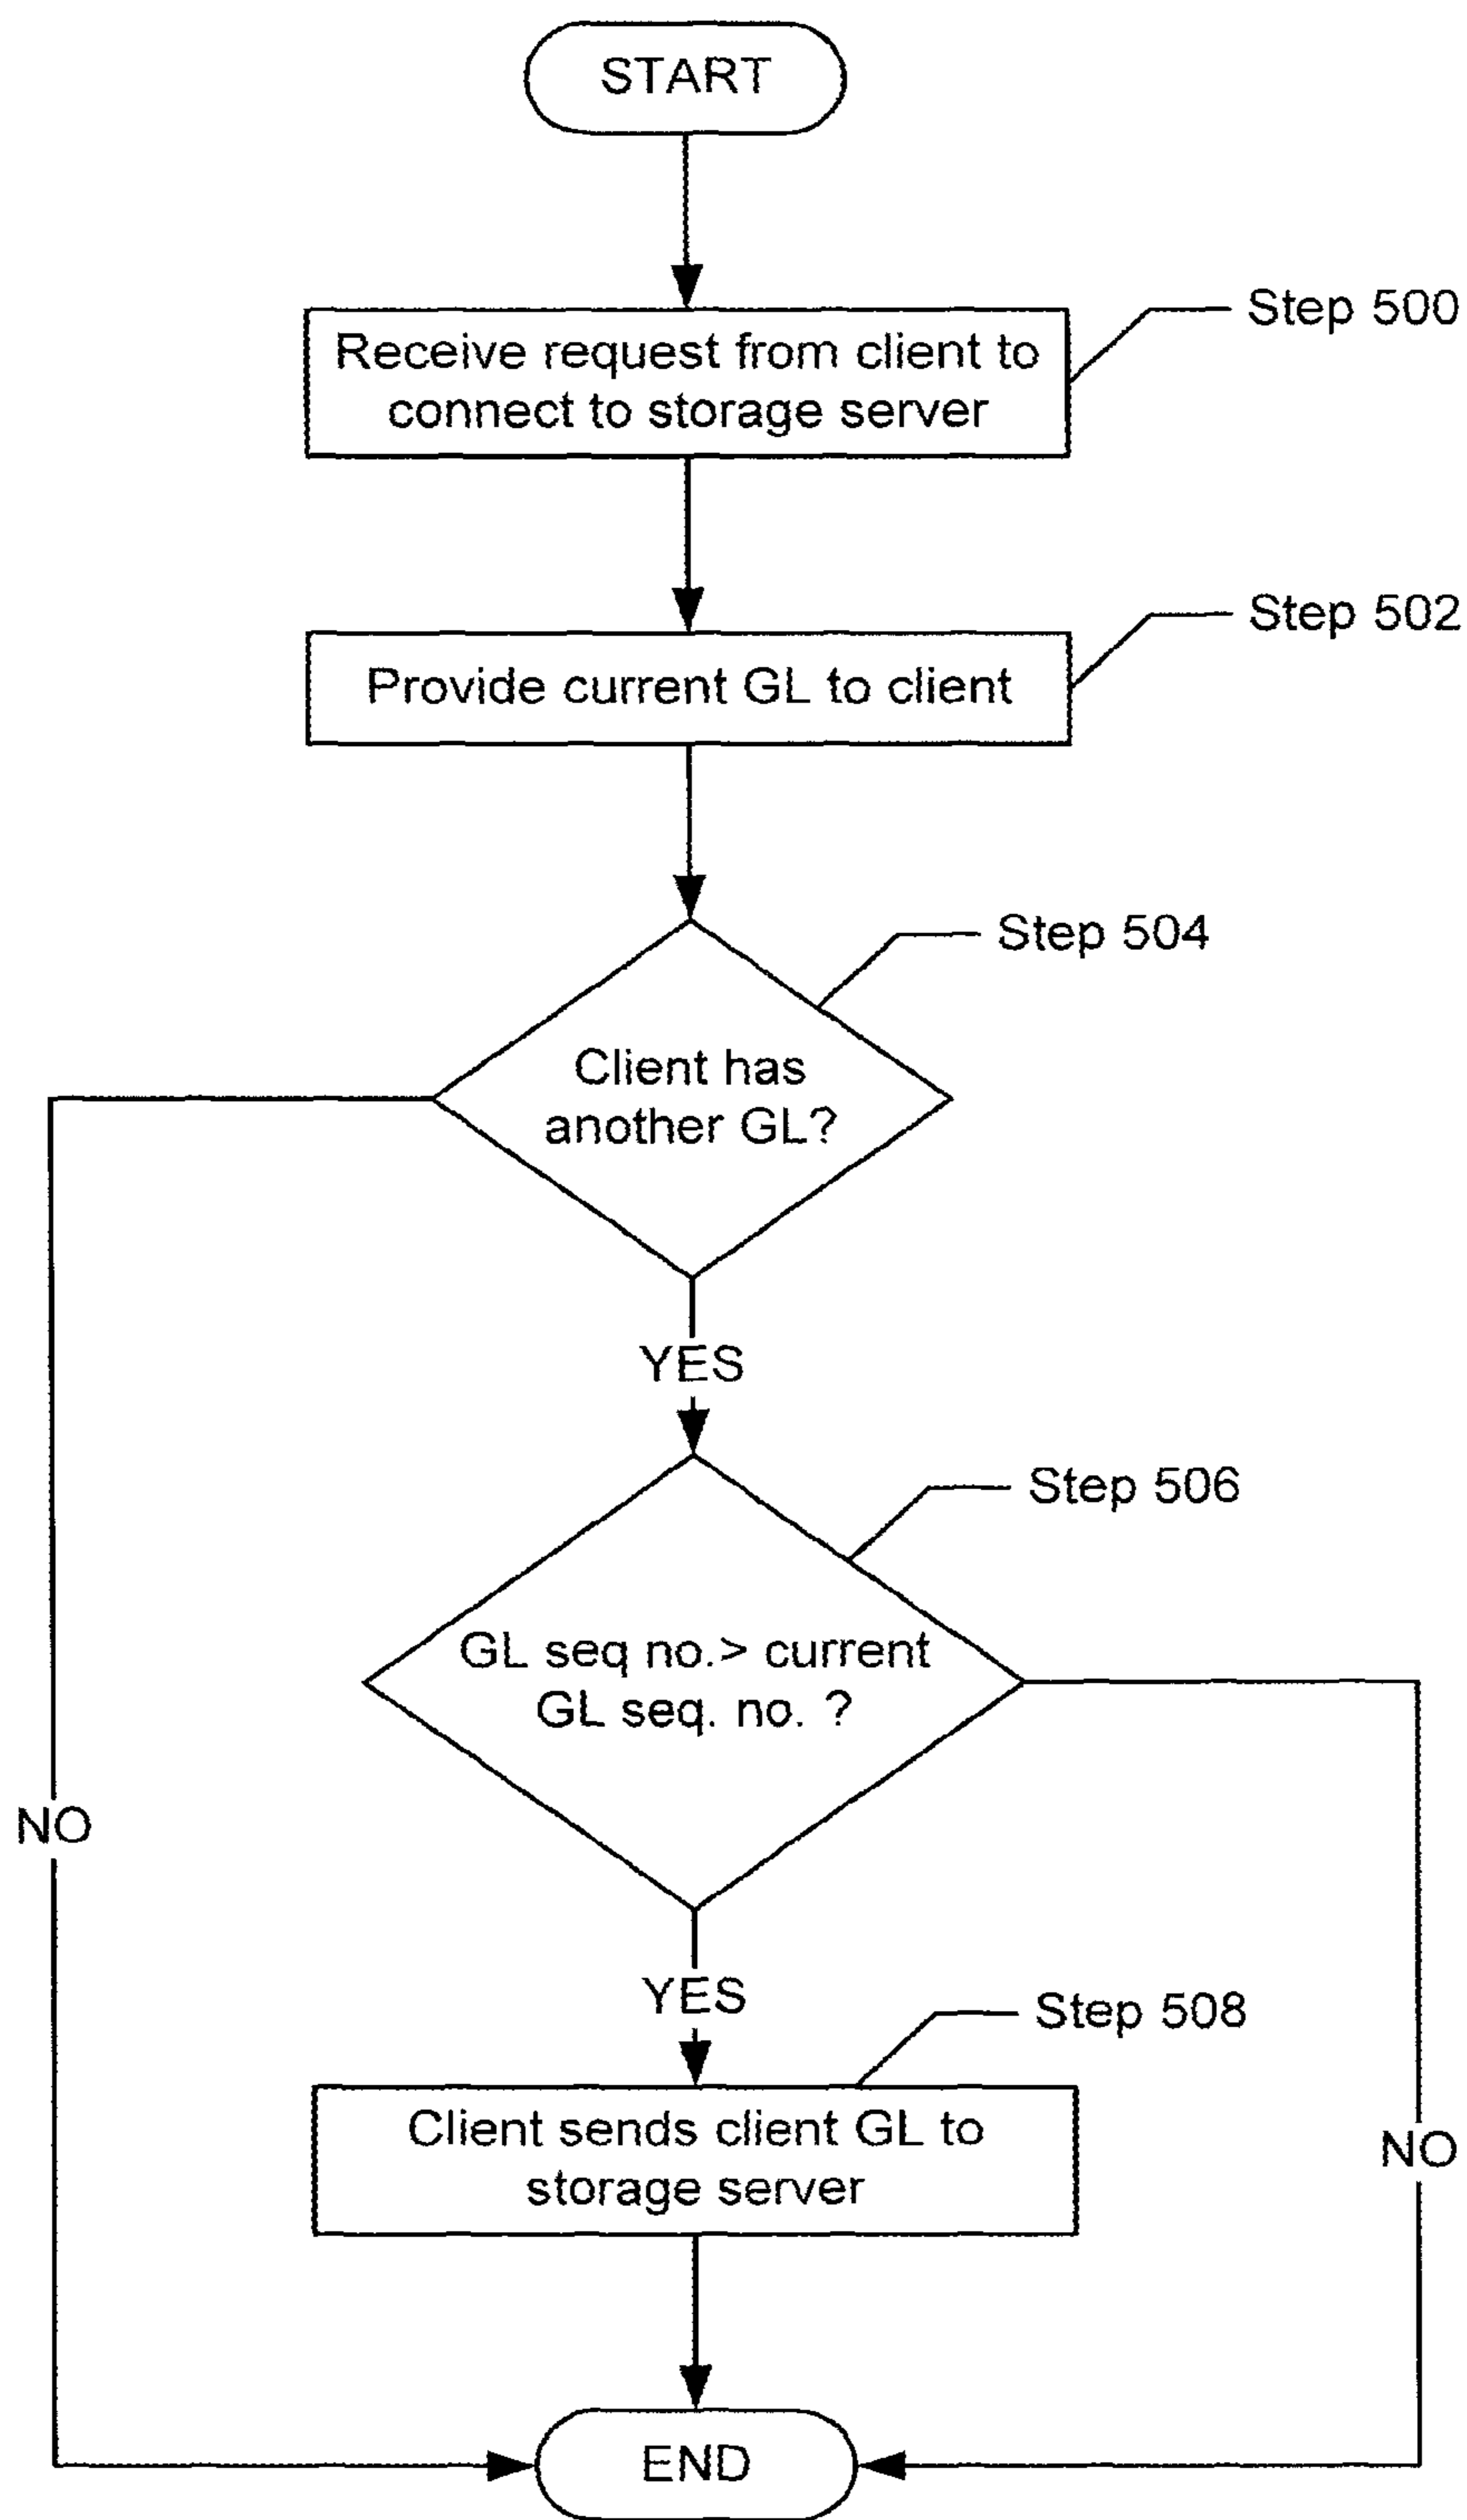 START
Step 500
Receive request from client to
connect to storage server
Step 502
Provide current GL to client
Step 504
Client has
another GL?
YES
Step 506
GL seq no.> current
GL seq. no. ?
NO
YES
Step 508
Client sends client GL to
storage server
NO
END